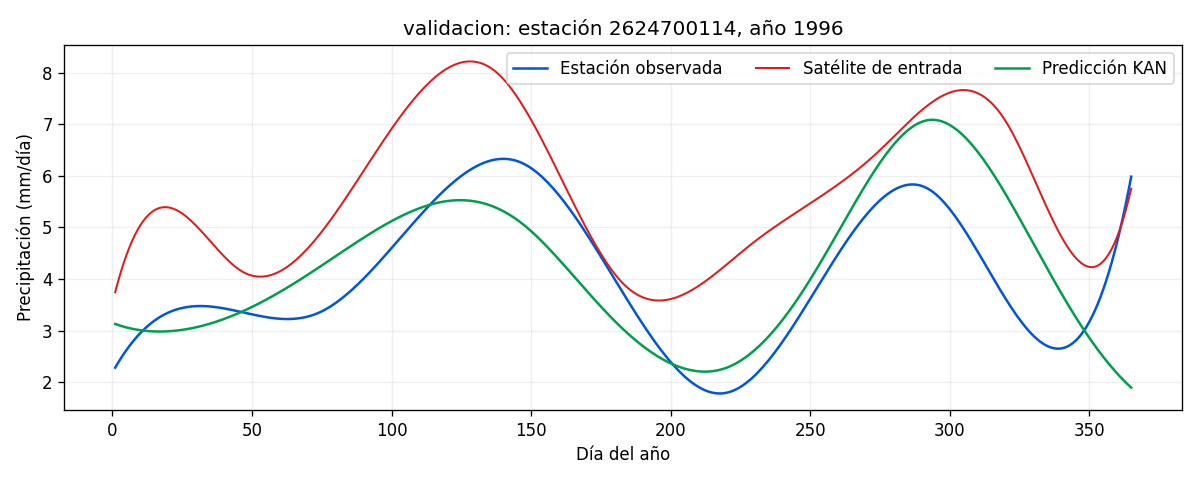 validacion: estación 2624700114, año 1996
Estación observada
Satélite de entrada
Predicción KAN
Precipitación (mm/día)
8
7
6
5
4
3
2
0
50
100
150
200
250
300
350
Día del año